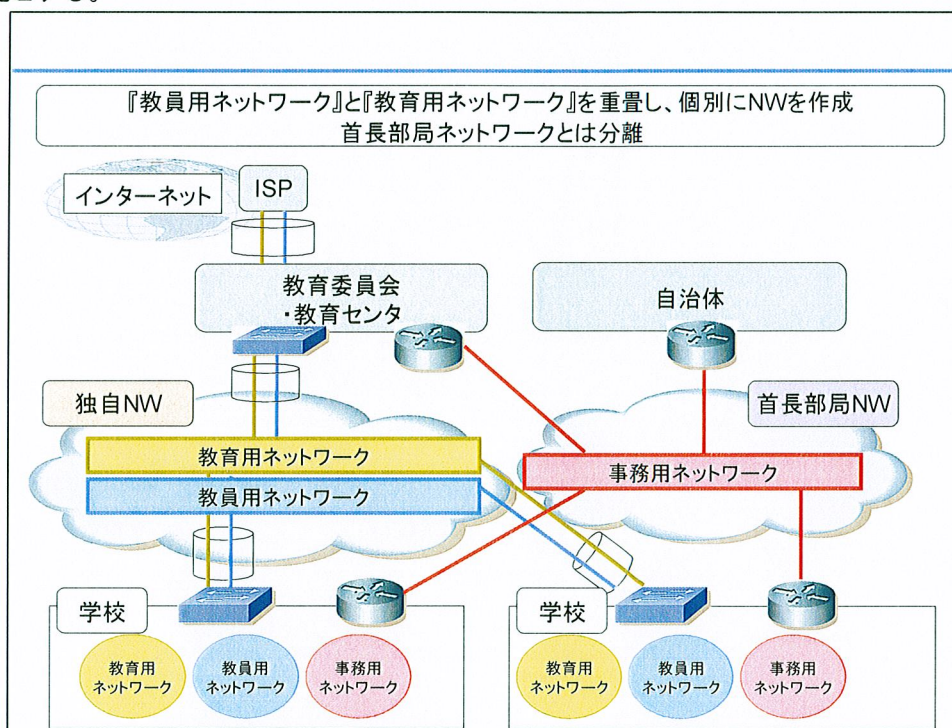 『教員用ネットワーク』と『教育用ネットワーク』を重畳し、個別にNWを作成
首長部局ネットワークとは分離
インターネット
ISP
教育委員会
・教育センタ
自治体
独自NW
首長部局NW
教育用ネットワーク
事務用ネットワーク
教員用ネットワーク
学校
学校
教育用
ネットワーク
教員用
ネットワーク
事務用
ネットワーク
教育用
ネットワーク
教員用
ネットワーク
事務用
ネットワーク